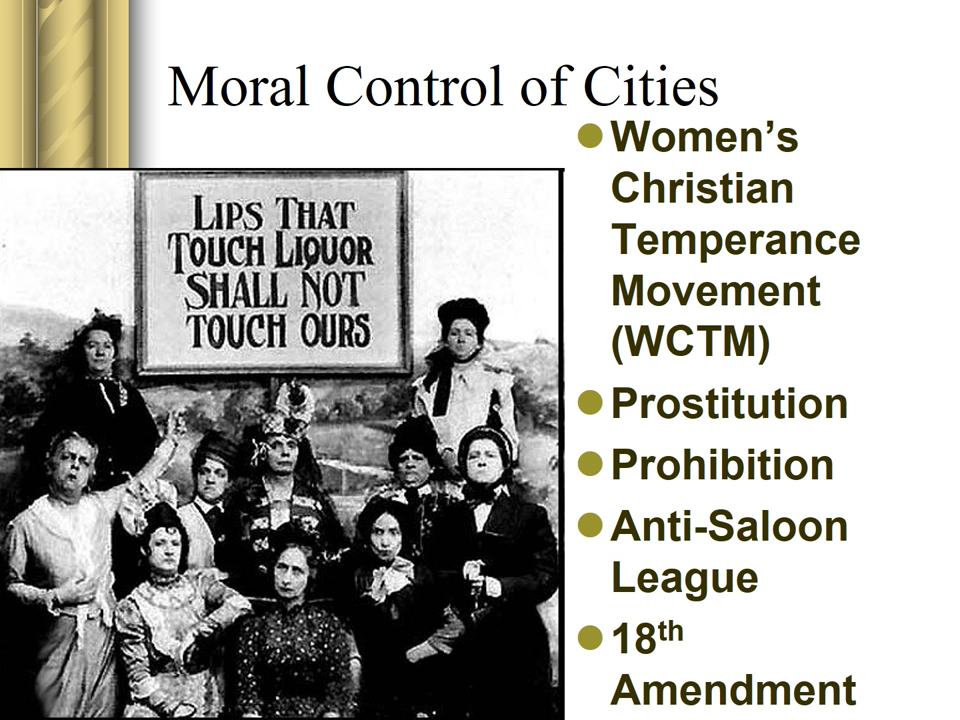 Moral Control of Cities
LIPS THAT
TOUCH LIQUOR
SHALL NOT
TOUCH OURS
Women’s
Christian
Temperance
Movement
(WCTM)
Prostitution
Prohibition
Anti-Saloon
League
18th
Amendment